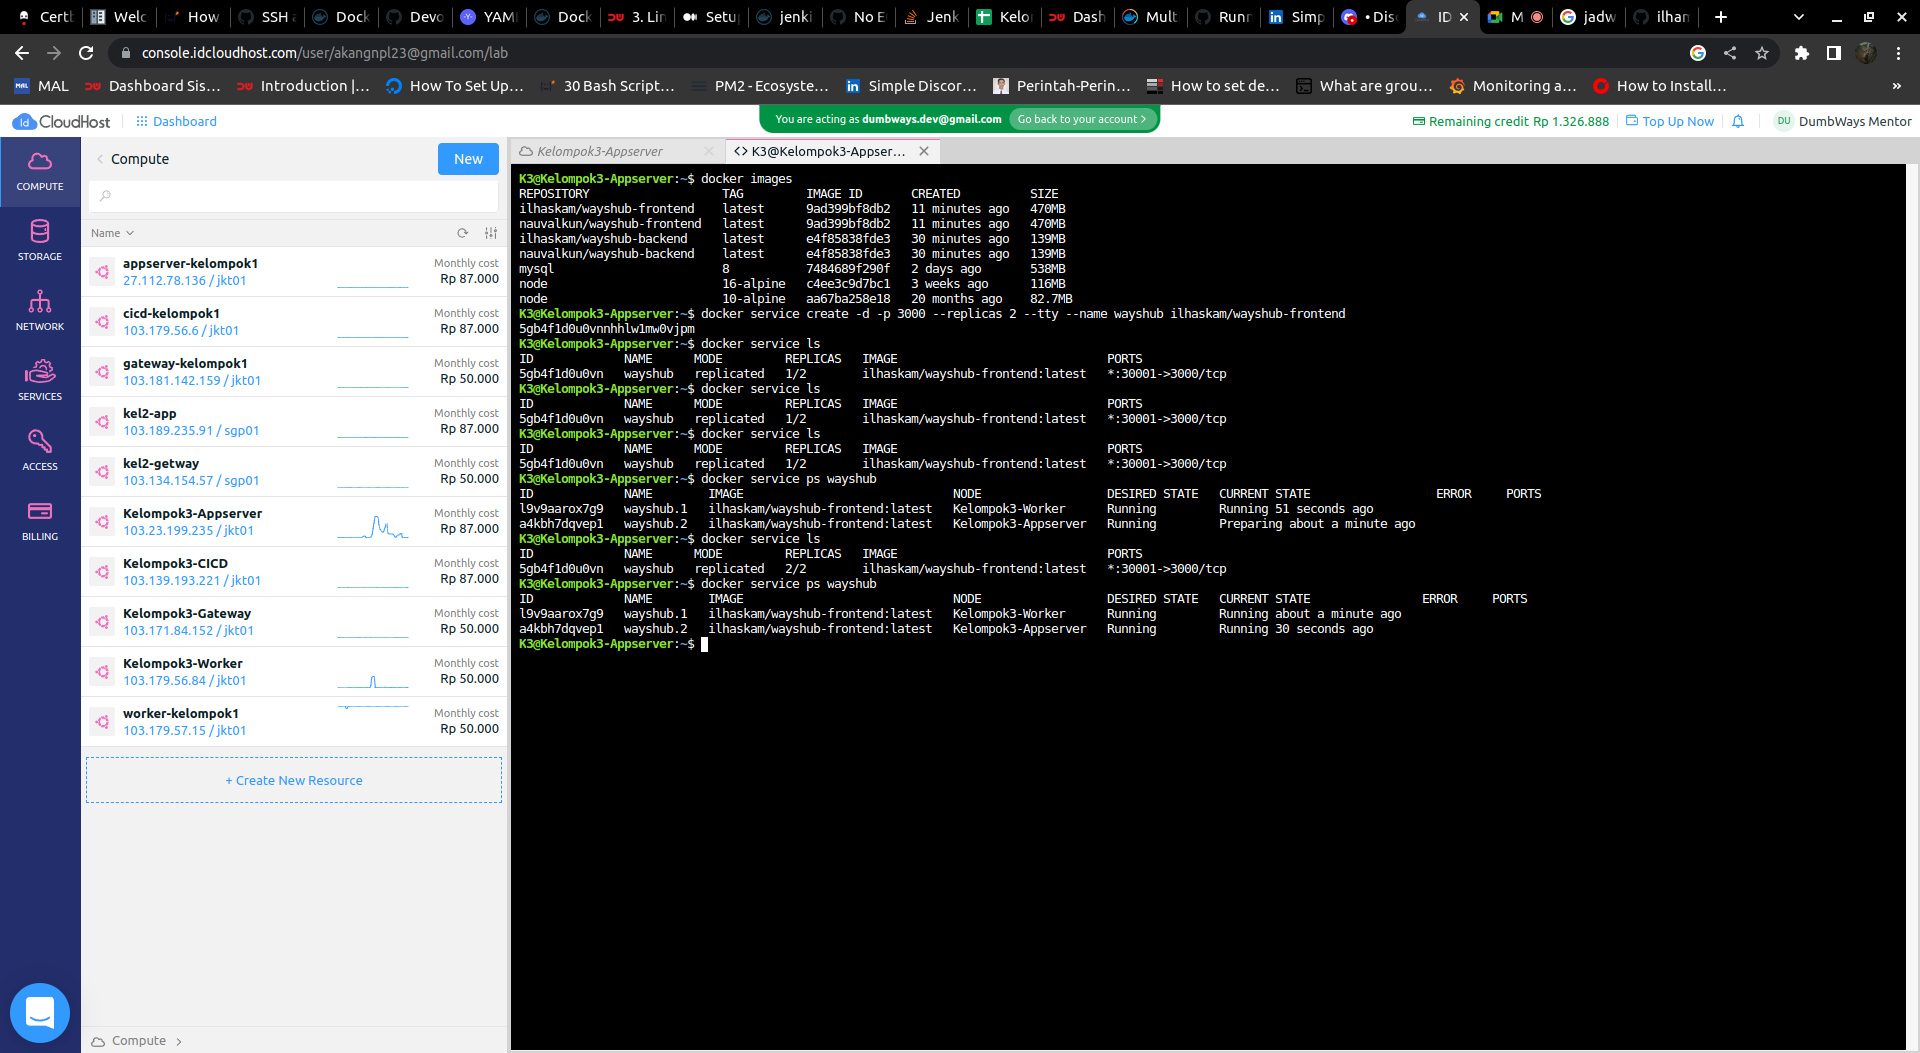 Certb
Welc
How
SSH a
Dock
Devo
YAM
Dock
3. Lin
Setup
jenki
No E
Jenk
Kelo
Dash
Mult
Runn
Simp
• Disc
ID
M
jadw
ilham
console.idcloudhost.com/user/akangnpl23@gmail.com/lab
MAL
Dashboard Sis...
Introduction |...
How To Set Up...
30 Bash Script...
PM2 - Ecosyste...
Simple Discor...
Perintah-Perin...
How to set de...
What are grou...
Monitoring a...
How to Install...
»
Id CloudHost
Dashboard
You are acting as dumbways.dev@gmail.com Go back to your account >
Remaining credit Rp 1.326.888
Top Up Now
DU DumbWays Mentor
COMPUTE
STORAGE
NETWORK
SERVICES
ACCESS
BILLING
Compute
New
Name
appserver-kelompok1 Monthly cost
27.112.78.136 / jkt01 Rp 87.000
cicd-kelompok1 Monthly cost
103.179.56.6 / jkt01 Rp 87.000
gateway-kelompok1 Monthly cost
103.181.142.159 / jkt01 Rp 50.000
kel2-app Monthly cost
103.189.235.91 / sgp01 Rp 87.000
kel2-getway Monthly cost
103.134.154.57 / sgp01 Rp 50.000
Kelompok3-Appserver Monthly cost
103.23.199.235 / jkt01 Rp 87.000
Kelompok3-CICD Monthly cost
103.139.193.221 / jkt01 Rp 87.000
Kelompok3-Gateway Monthly cost
103.171.84.152 / jkt01 Rp 50.000
Kelompok3-Worker Monthly cost
103.179.56.84 / jkt01 Rp 50.000
worker-kelompok1 Monthly cost
103.179.57.15 / jkt01 Rp 50.000
+ Create New Resource
Compute >
Kelompok3-Appserver
<> K3@Kelompok3-Appser...
K3@Kelompok3-Appserver:~$ docker images
REPOSITORY TAG IMAGE ID CREATED SIZE
ilhaskam/wayshub-frontend latest 9ad399bf8db2 11 minutes ago 470MB
nauvalkun/wayshub-frontend latest 9ad399bf8db2 11 minutes ago 470MB
ilhaskam/wayshub-backend latest e4f85838fde3 30 minutes ago 139MB
nauvalkun/wayshub-backend latest e4f85838fde3 30 minutes ago 139MB
mysql 8 7484689f290f 2 days ago 538MB
node 16-alpine c4ee3c9d7bc1 3 weeks ago 116MB
node 10-alpine aa67ba258e18 20 months ago 82.7MB
K3@Kelompok3-Appserver:~$ docker service create -d -p 3000 --replicas 2 --tty --name wayshub ilhaskam/wayshub-frontend
5gb4f1d0u0vnnhhlw1mw0vjpm
K3@Kelompok3-Appserver:~$ docker service ls
ID NAME MODE REPLICAS IMAGE PORTS
5gb4f1d0u0vn wayshub replicated 1/2 ilhaskam/wayshub-frontend:latest *:30001->3000/tcp
K3@Kelompok3-Appserver:~$ docker service ls
ID NAME MODE REPLICAS IMAGE PORTS
5gb4f1d0u0vn wayshub replicated 1/2 ilhaskam/wayshub-frontend:latest *:30001->3000/tcp
K3@Kelompok3-Appserver:~$ docker service ls
ID NAME MODE REPLICAS IMAGE PORTS
5gb4f1d0u0vn wayshub replicated 1/2 ilhaskam/wayshub-frontend:latest *:30001->3000/tcp
K3@Kelompok3-Appserver:~$ docker service ps wayshub
ID NAME IMAGE NODE DESIRED STATE CURRENT STATE ERROR PORTS
l9v9aarox7g9 wayshub.1 ilhaskam/wayshub-frontend:latest Kelompok3-Worker Running Running 51 seconds ago
a4kbh7dqvep1 wayshub.2 ilhaskam/wayshub-frontend:latest Kelompok3-Appserver Running Preparing about a minute ago
K3@Kelompok3-Appserver:~$ docker service ls
ID NAME MODE REPLICAS IMAGE PORTS
5gb4f1d0u0vn wayshub replicated 2/2 ilhaskam/wayshub-frontend:latest *:30001->3000/tcp
K3@Kelompok3-Appserver:~$ docker service ps wayshub
ID NAME IMAGE NODE DESIRED STATE CURRENT STATE ERROR PORTS
l9v9aarox7g9 wayshub.1 ilhaskam/wayshub-frontend:latest Kelompok3-Worker Running Running about a minute ago
a4kbh7dqvep1 wayshub.2 ilhaskam/wayshub-frontend:latest Kelompok3-Appserver Running Running 30 seconds ago
K3@Kelompok3-Appserver:~$